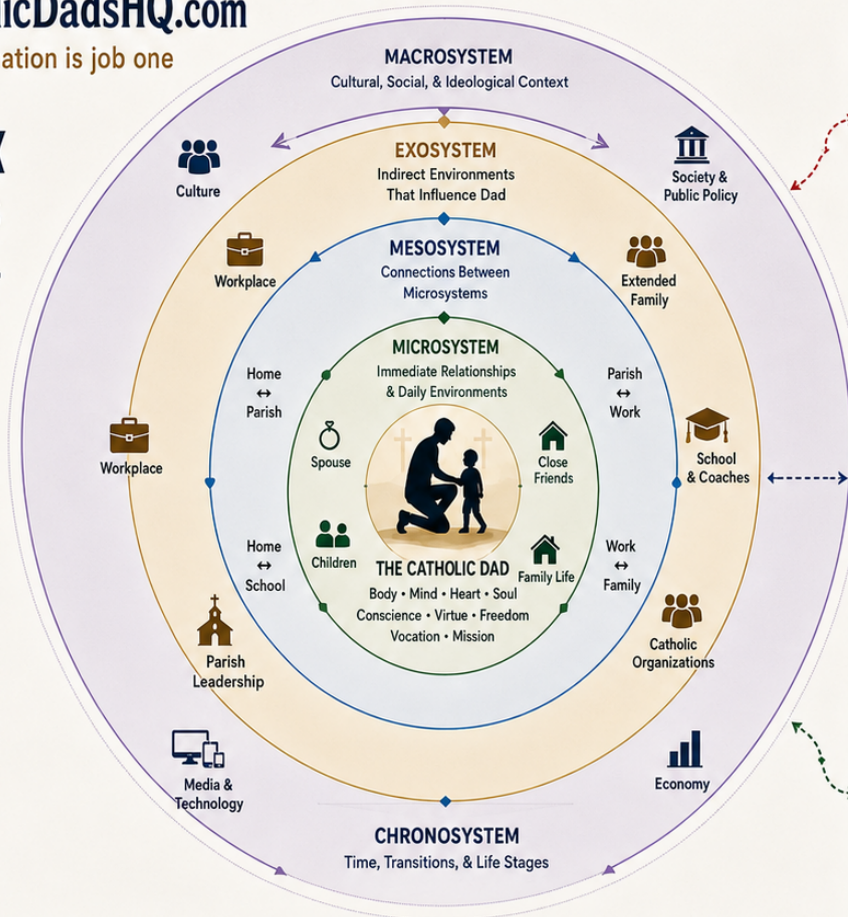 icDadsHQ.com
ation is job one
MACROSYSTEM
Cultural, Social, & Ideological Context
Culture
Society &
Public Policy
EXOSYSTEM
Indirect Environments
That Influence Dad
Workplace
Extended
Family
MESOSYSTEM
Connections Between
Microsystems
MICROSYSTEM
Immediate Relationships
& Daily Environments
Home
↔
Parish
Parish
↔
Work
Workplace
Spouse
Close
Friends
School
& Coaches
Home
↔
School
Children
Family Life
Work
↔
Family
THE CATHOLIC DAD
Body • Mind • Heart • Soul
Conscience • Virtue • Freedom
Vocation • Mission
Parish
Leadership
Catholic
Organizations
Media &
Technology
Economy
CHRONOSYSTEM
Time, Transitions, & Life Stages